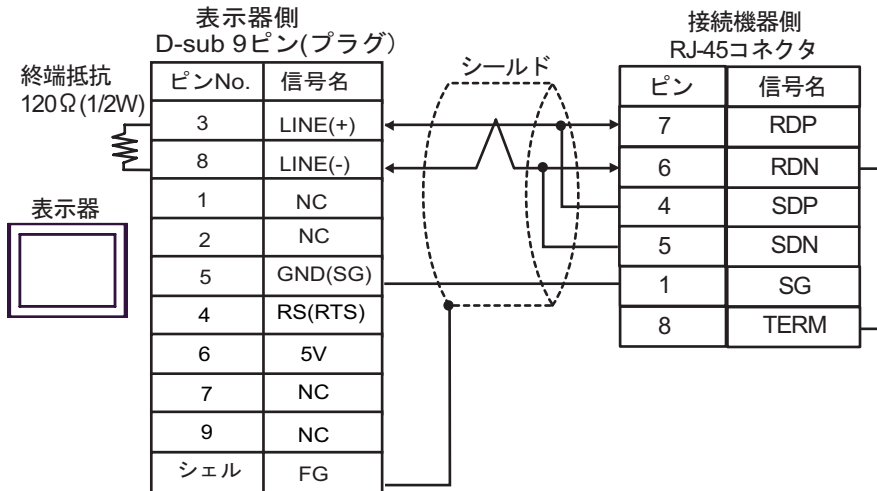 表示器側
D-sub 9ピン(プラグ)
終端抵抗
120Ω(1/2W)
表示器
ピンNo. 信号名
3 LINE(+)
8 LINE(-)
1 NC
2 NC
5 GND(SG)
4 RS(RTS)
6 5V
7 NC
9 NC
シェル FG
シールド
接続機器側
RJ-45コネクタ
ピン 信号名
7 RDP
6 RDN
4 SDP
5 SDN
1 SG
8 TERM